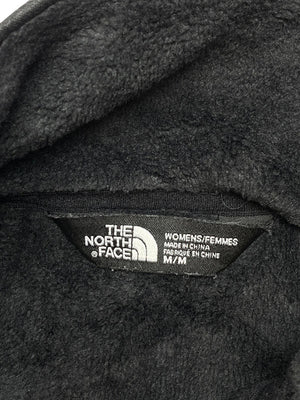 THE
NORTH
®FACE
WOMENS/FEMMES
MADE IN CHINA
FABRIQUÉ EN CHINE
M/M